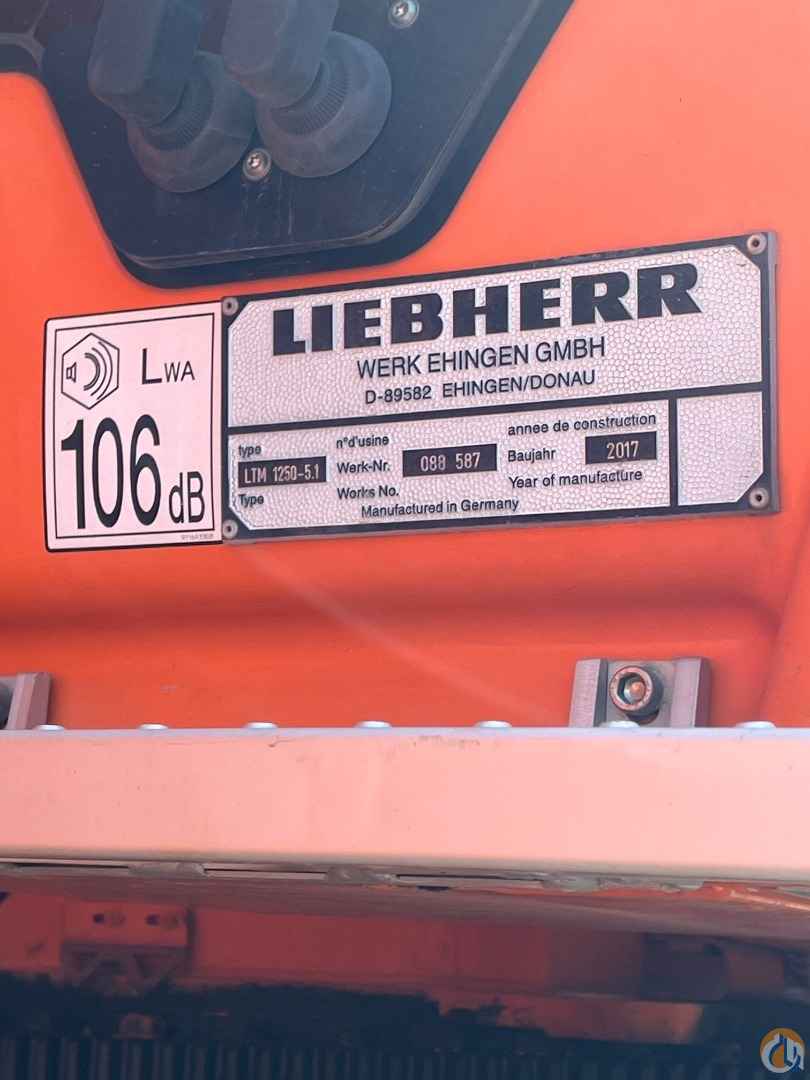 LWA
106 dB
LIEBHERR
WERK EHINGEN GMBH
D-89582 EHINGEN/DONAU
type
LTM 1250-5.1
Type
n°d'usine
Werk-Nr. 088 587
Works No.
annee de construction
Baujahr 2017
Year of manufacture
Manufactured in Germany